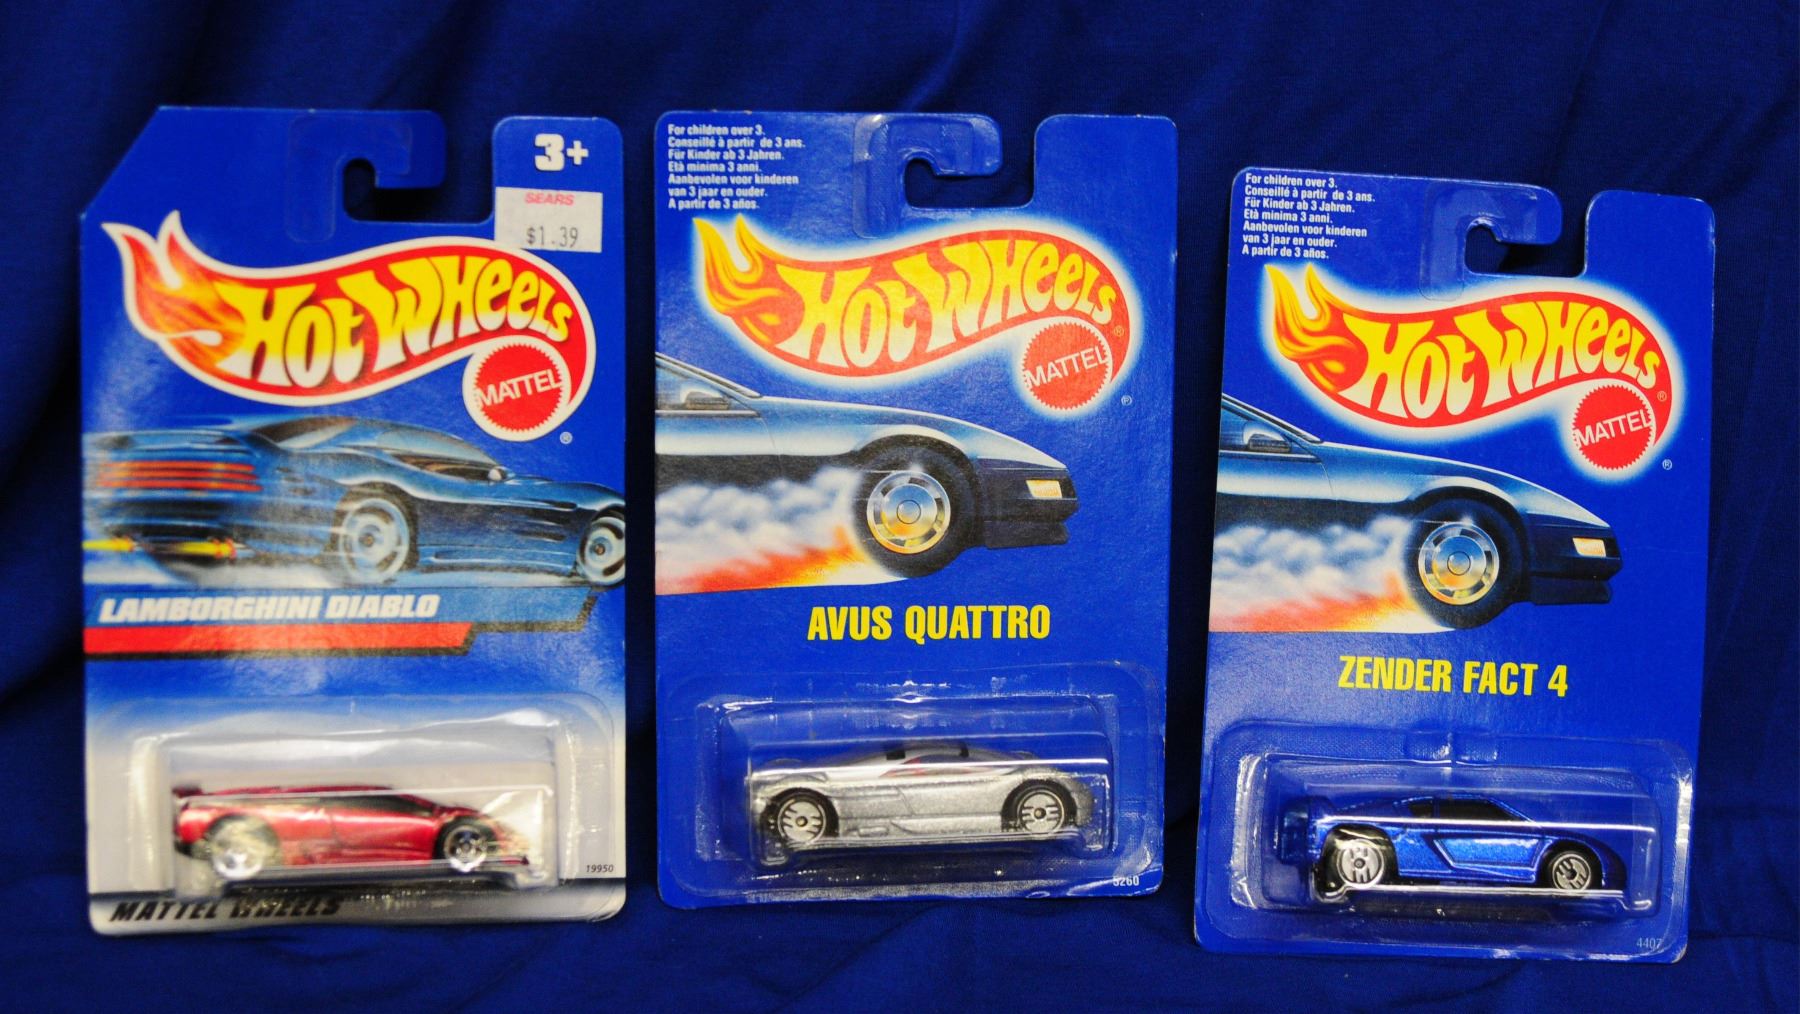 3+
SEARS
$1.39
HOT WHEELS
MATTEL
®
LAMBORGHINI DIABLO
19950
MATTEL WHEELS
For children over 3.
Conseillé à partir de 3 ans.
Für Kinder ab 3 Jahren.
Età minima 3 anni.
Aanbevolen voor kinderen
van 3 jaar en ouder.
A partir de 3 años.
HOT WHEELS
®
MATTEL
®
AVUS QUATTRO
5260
For children over 3.
Conseillé à partir de 3 ans.
Für Kinder ab 3 Jahren.
Età minima 3 anni.
Aanbevolen voor kinderen
van 3 jaar en ouder.
A partir de 3 años.
HOT WHEELS
®
MATTEL
®
ZENDER FACT 4
4407